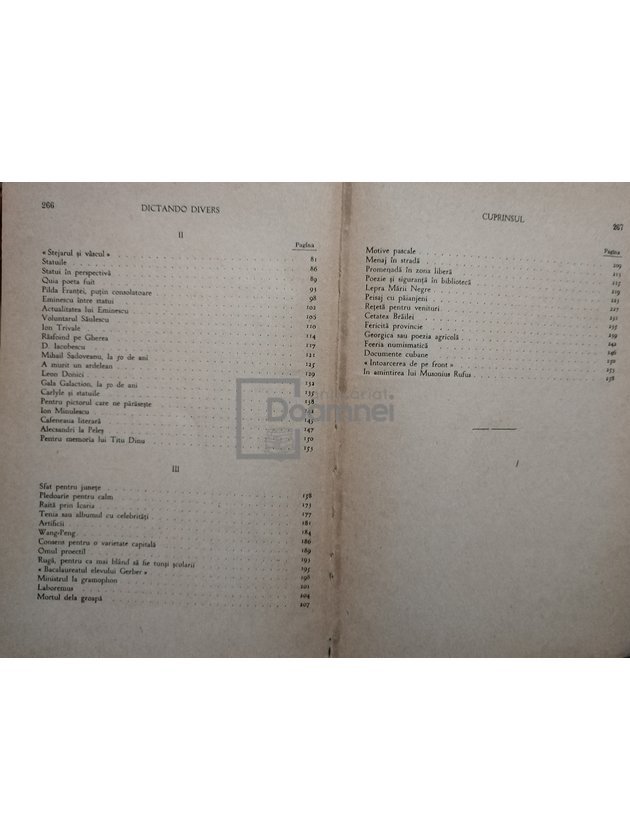 266
DICTANDO DIVERS
II
Pagina
« Stejarul și vâscul » 81
Statuile 86
Statui în perspectivă 89
Quia poeta fuit 93
Pilda Franței, puțin consolatoare 98
Eminescu între statui 102
Actualitatea lui Eminescu 106
Voluntarul Săulescu 110
Ion Trivale 114
Răsfoind pe Gherea 117
D. Iacobescu 121
Mihail Sadoveanu, la 50 de ani 125
A murit un ardelean 129
Leon Donici 132
Gala Galaction, la 50 de ani 135
Carlyle și statuile 138
Pentru pictorul care ne părăsește
Ion Minulescu 145
Cafeneaua literară 147
Alecsandri la Peleș 150
Pentru memoria lui Titu Dinu 153
III
Sfat pentru junețe 158
Pledoarie pentru calm 173
Raită prin Icaria 177
Tenia sau albumul cu celebrități 181
Artificii 184
Wang-Peng 186
Consens pentru o varietate capitală 189
Omul proectil 193
Rugă, pentru ca mai blând să fie tonși școlarii 195
« Bacalaureatul elevului Gerber » 198
Ministrul la gramophon 201
Laboremus 204
Mortul dela groapă 207
CUPRINSUL
267
Pagina
Motive pascale 209
Menaj în stradă 213
Promenadă în zona liberă 215
Poezie și siguranță în bibliotecă 219
Lepra Mării Negre 223
Peisaj cu păianjeni 227
Rețetă pentru venituri 231
Cetatea Brăilei 235
Fericită provincie 239
Georgica sau poezia agricolă 242
Feeria numismatică 246
Documente cubane 250
« Intoarcerea de pe front » 253
In amintirea lui Musonius Rufus 258
Anticariat
Doamnei